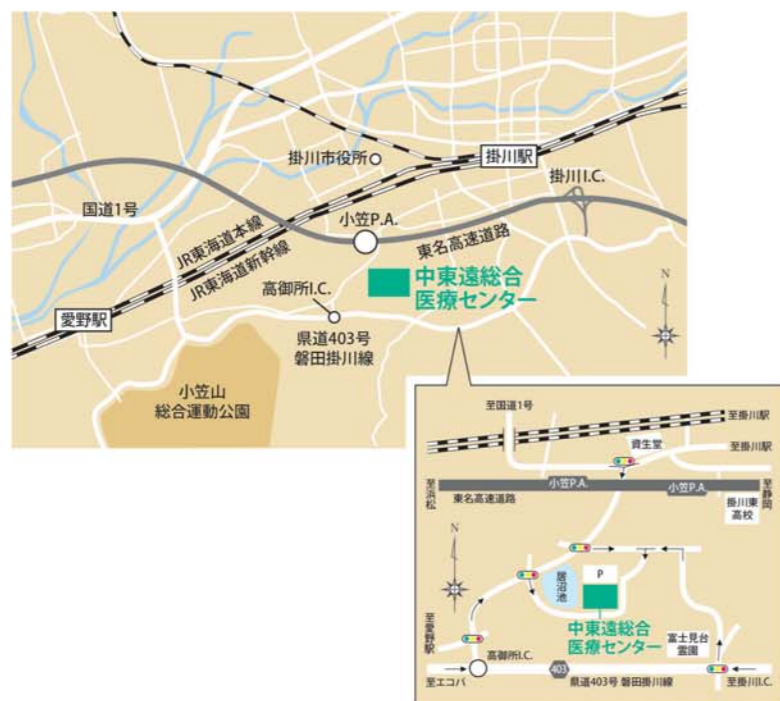 掛川市役所
掛川駅
掛川I.C.
国道1号
小笠P.A.
JR東海道本線
東名高速道路
JR東海道新幹線
高御所I.C.
中東遠総合
医療センター
愛野駅
県道403号
磐田掛川線
N
小笠山
総合運動公園
至国道1号
至掛川駅
資生堂
至掛川駅
至浜松
小笠P.A.
小笠P.A.
至静岡
東名高速道路
掛川東
高校
N
居沼池
P
至愛野駅
中東遠総合
医療センター
富士見台
霊園
高御所I.C.
至エコパ
403
県道403号 磐田掛川線
至掛川I.C.